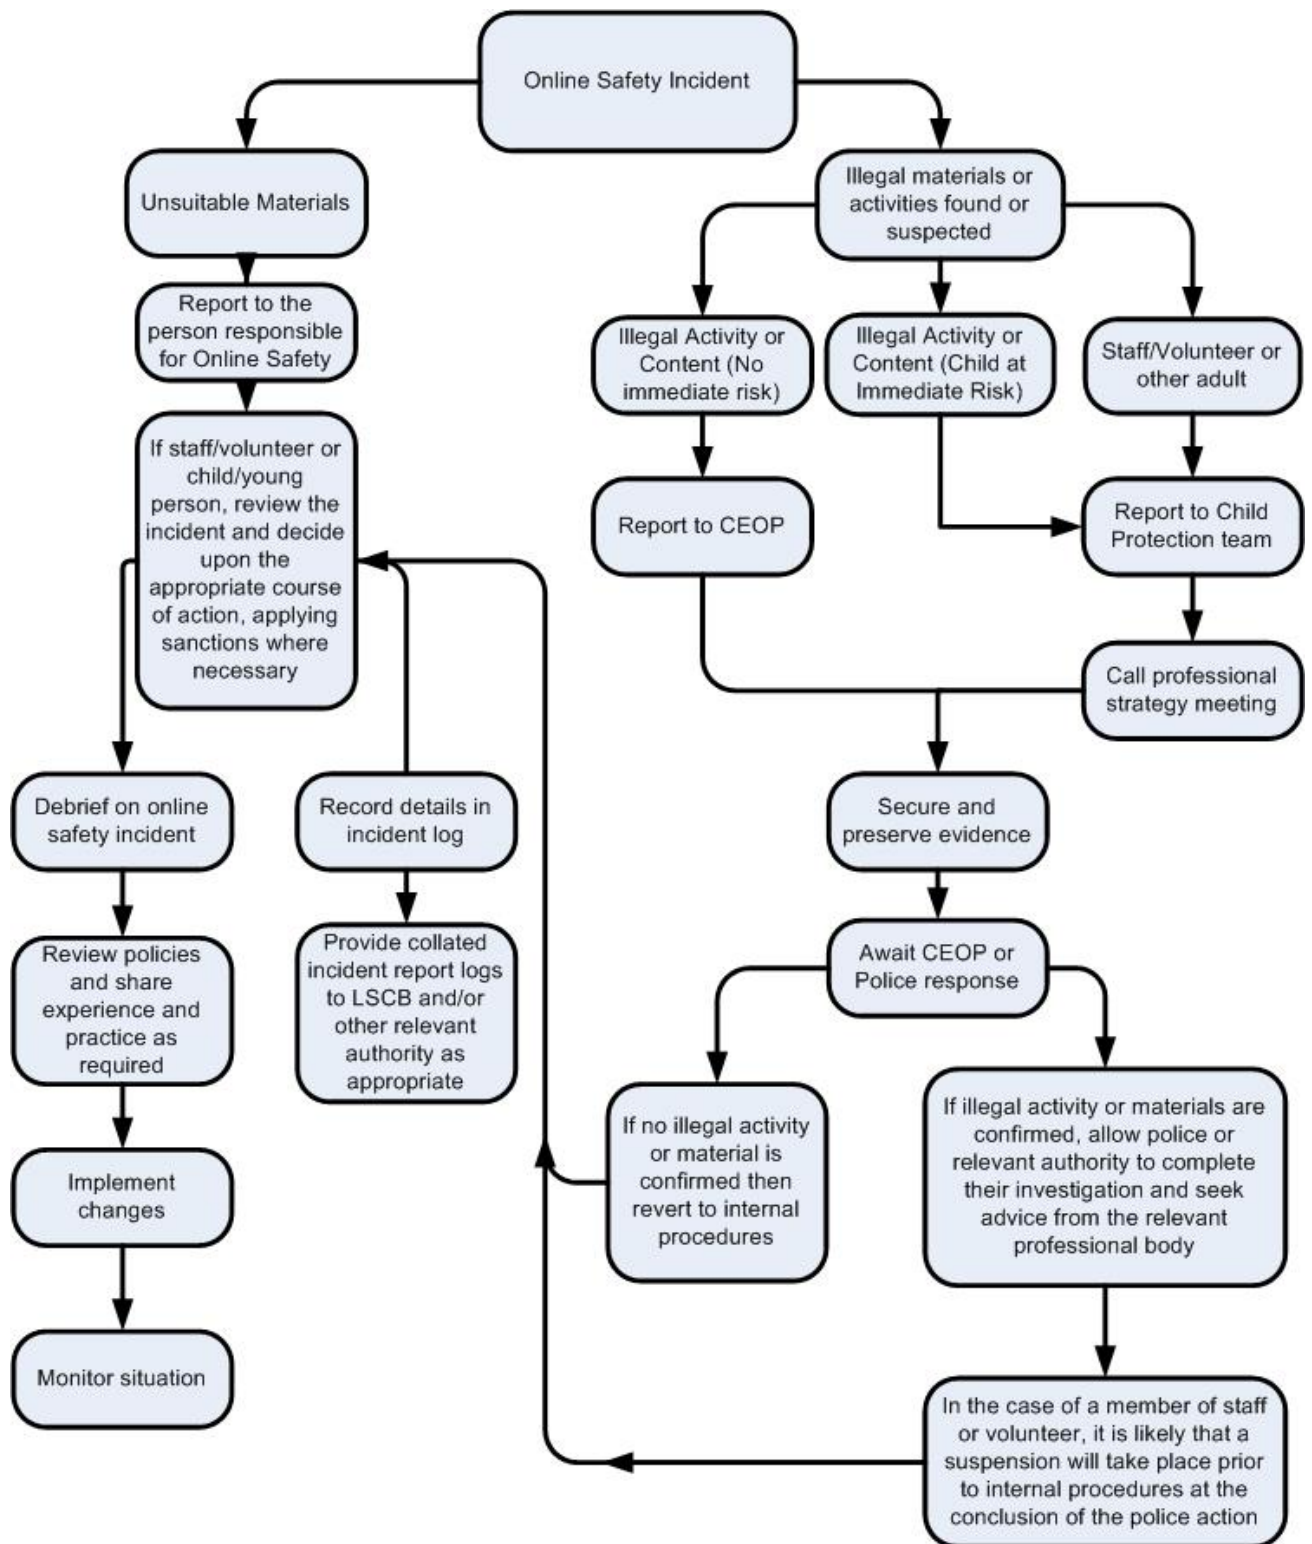 Online Safety Incident
Unsuitable Materials
Illegal materials or
activities found or
suspected
Report to the
person responsible
for Online Safety
Illegal Activity or
Content (No
immediate risk)
Illegal Activity or
Content (Child at
Immediate Risk)
Staff/Volunteer or
other adult
If staff/volunteer or
child/young
person, review the
incident and decide
upon the
appropriate course
of action, applying
sanctions where
necessary
Report to CEOP
Report to Child
Protection team
Call professional
strategy meeting
Debrief on online
safety incident
Record details in
incident log
Secure and
preserve evidence
Review policies
and share
experience and
practice as
required
Provide collated
incident report logs
to LSCB and/or
other relevant
authority as
appropriate
Await CEOP or
Police response
If no illegal activity
or material is
confirmed then
revert to internal
procedures
If illegal activity or materials are
confirmed, allow police or
relevant authority to complete
their investigation and seek
advice from the relevant
professional body
Implement
changes
Monitor situation
In the case of a member of staff
or volunteer, it is likely that a
suspension will take place prior
to internal procedures at the
conclusion of the police action